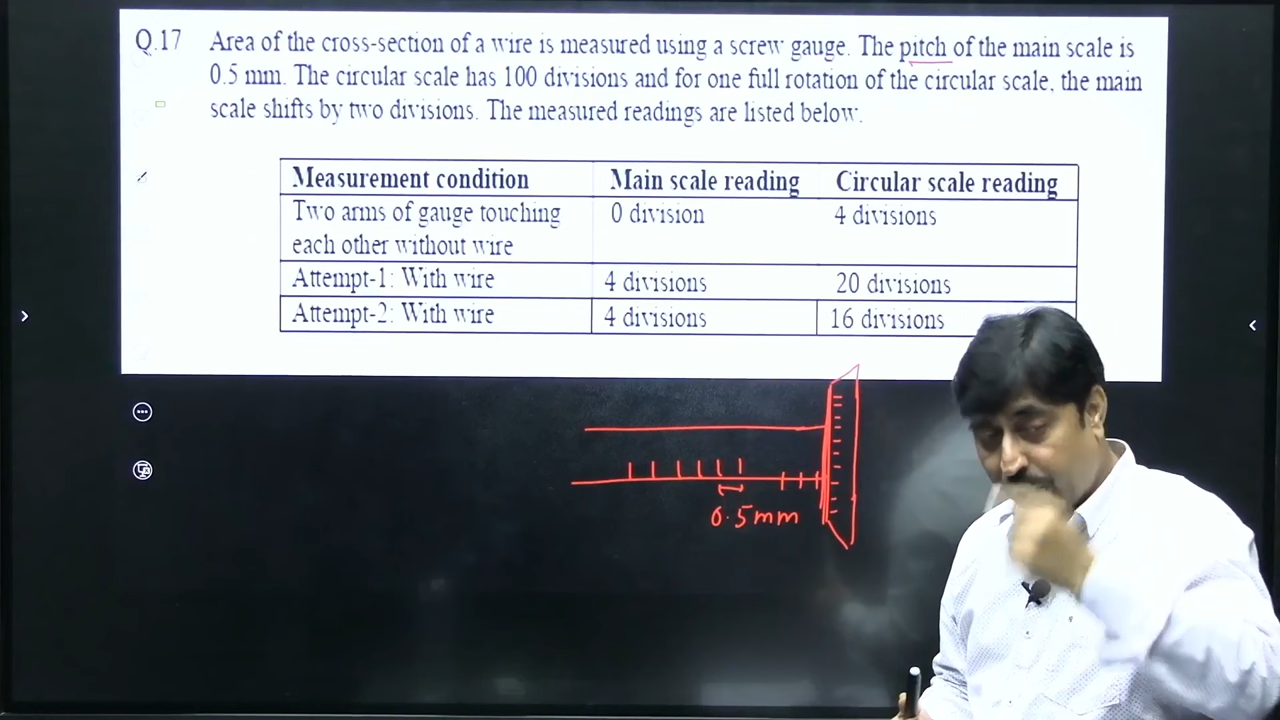 Q.17 Area of the cross-section of a wire is measured using a screw gauge. The pitch of the main scale is
0.5 mm. The circular scale has 100 divisions and for one full rotation of the circular scale, the main
scale shifts by two divisions. The measured readings are listed below.
Measurement condition Main scale reading Circular scale reading
Two arms of gauge touching 0 division 4 divisions
each other without wire
Attempt-1: With wire 4 divisions 20 divisions
Attempt-2: With wire 4 divisions 16 divisions
0.5mm